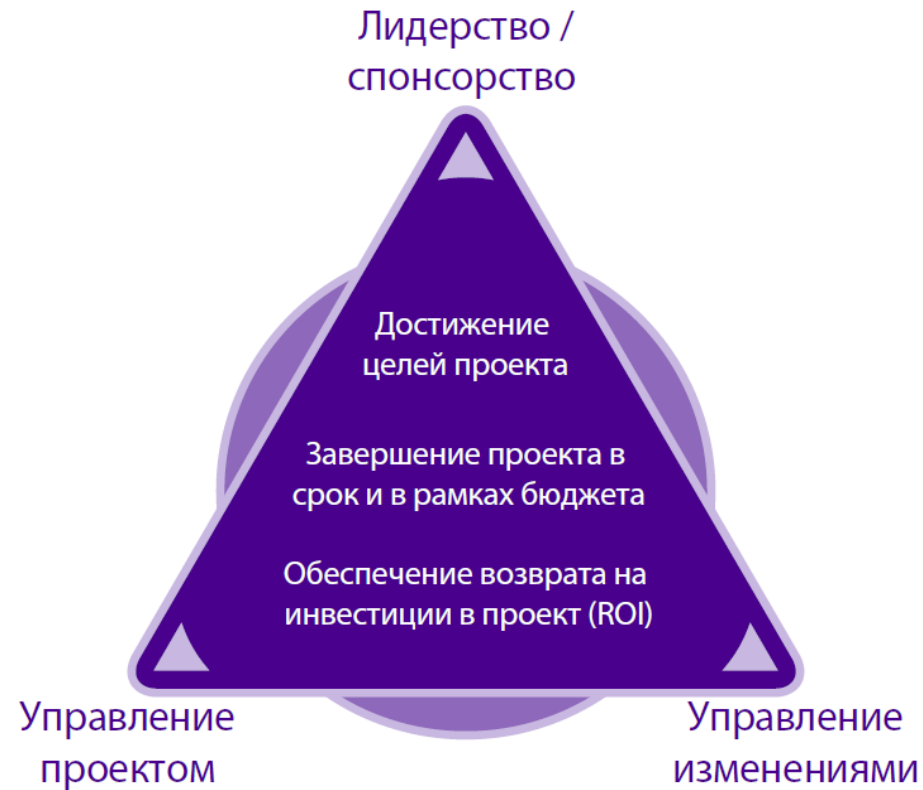 Лидерство /
спонсорство
Достижение
целей проекта
Завершение проекта в
срок и в рамках бюджета
Обеспечение возврата на
инвестиции в проект (ROI)
Управление
проектом
Управление
изменениями